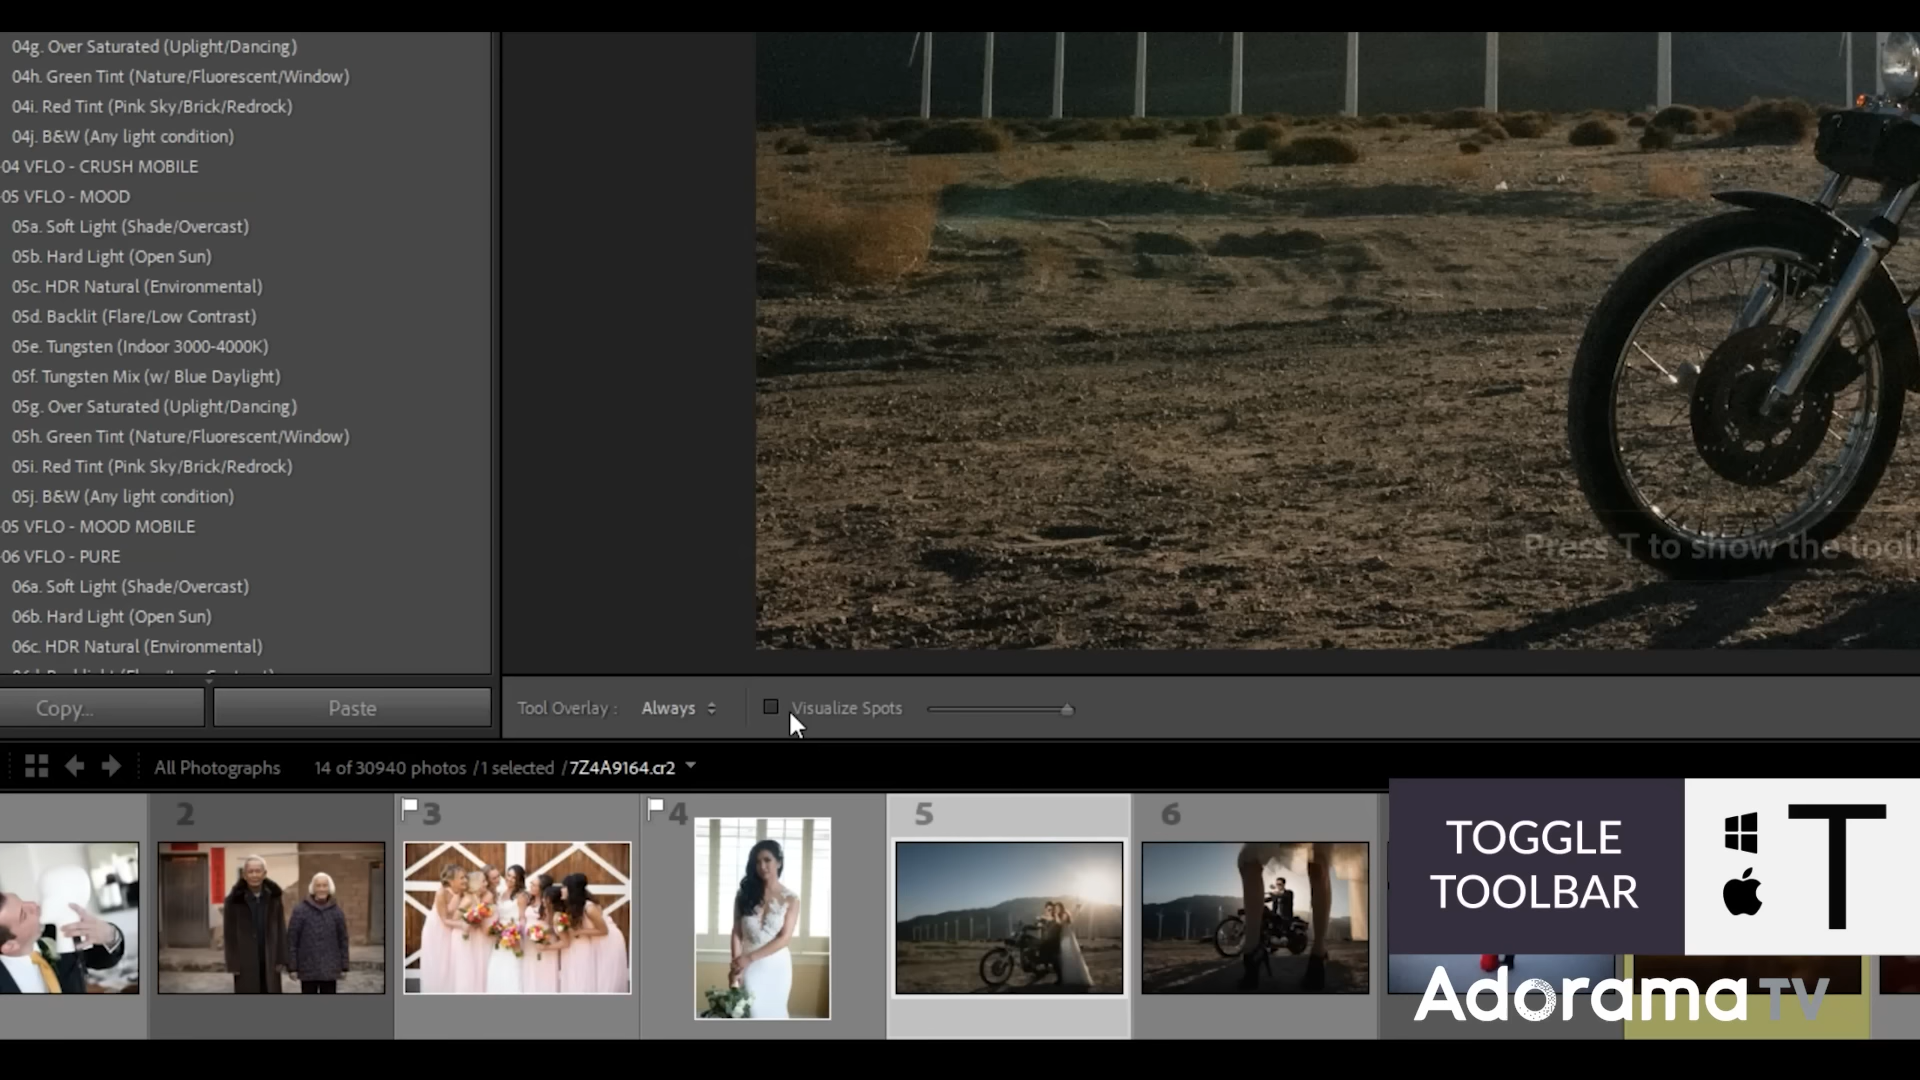 04g. Over Saturated (Uplight/Dancing)
04h. Green Tint (Nature/Fluorescent/Window)
04i. Red Tint (Pink Sky/Brick/Redrock)
04j. B&W (Any light condition)
04 VFLO - CRUSH MOBILE
05 VFLO - MOOD
05a. Soft Light (Shade/Overcast)
05b. Hard Light (Open Sun)
05c. HDR Natural (Environmental)
05d. Backlit (Flare/Low Contrast)
05e. Tungsten (Indoor 3000-4000K)
05f. Tungsten Mix (w/ Blue Daylight)
05g. Over Saturated (Uplight/Dancing)
05h. Green Tint (Nature/Fluorescent/Window)
05i. Red Tint (Pink Sky/Brick/Redrock)
05j. B&W (Any light condition)
05 VFLO - MOOD MOBILE
06 VFLO - PURE
06a. Soft Light (Shade/Overcast)
06b. Hard Light (Open Sun)
06c. HDR Natural (Environmental)
Press T to show the
Copy...
Paste
Tool Overlay : Always
Visualize Spots
All Photographs
14 of 30940 photos / 1 selected / 7Z4A9164.cr2
2
3
4
5
6
TOGGLE
TOOLBAR
T
Adorama TV